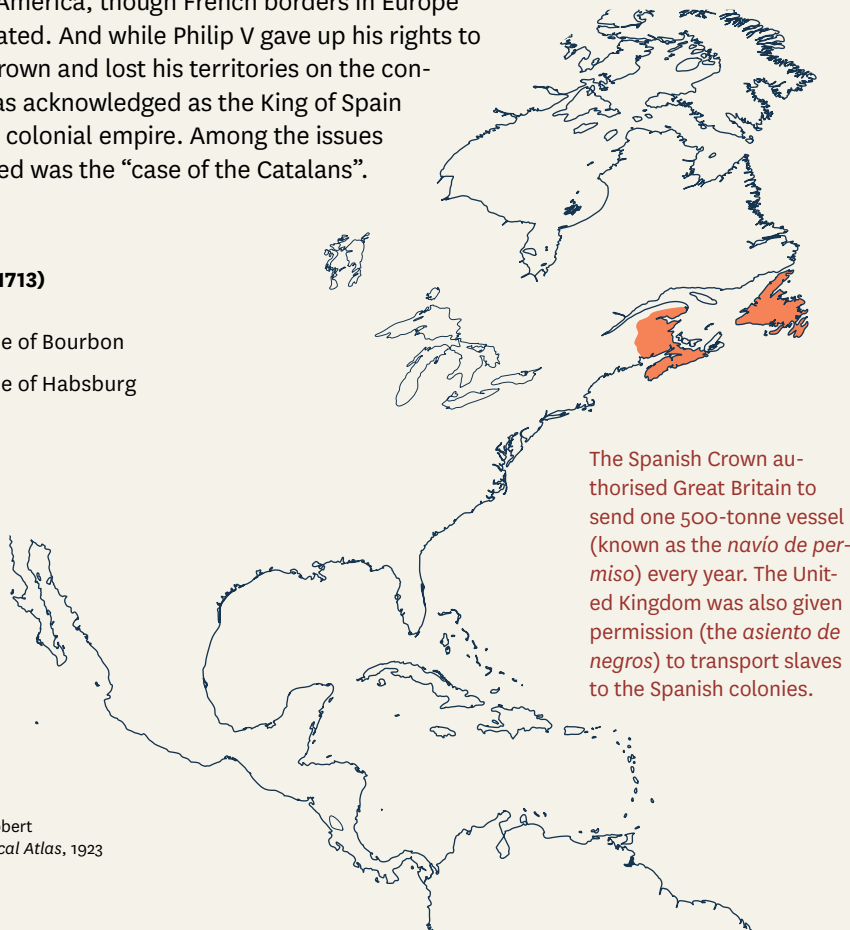 America, though French borders in Europe
ated. And while Philip V gave up his rights to
rown and lost his territories on the con-
as acknowledged as the King of Spain
colonial empire. Among the issues
ed was the “case of the Catalans”.
1713)
e of Bourbon
e of Habsburg
The Spanish Crown au-
thorised Great Britain to
send one 500-tonne vessel
(known as the navío de per-
miso) every year. The Unit-
ed Kingdom was also given
permission (the asiento de
negros) to transport slaves
to the Spanish colonies.
bert
cal Atlas, 1923